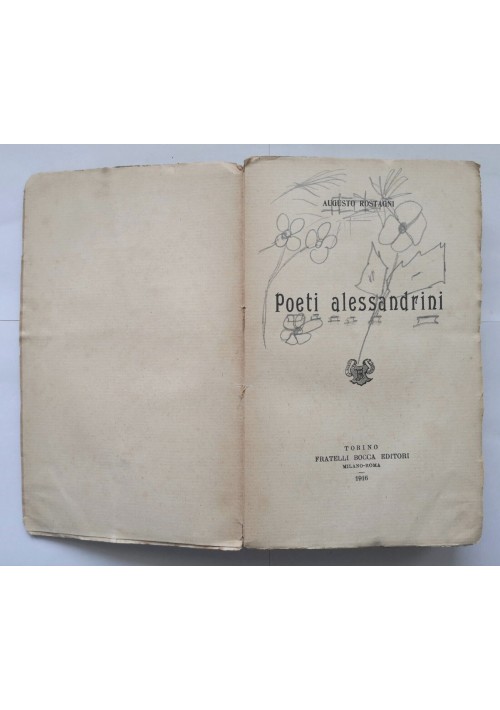 AUGUSTO ROSTAGNI
Poeti alessandrini
TORINO
FRATELLI BOCCA EDITORI
MILANO-ROMA
1916